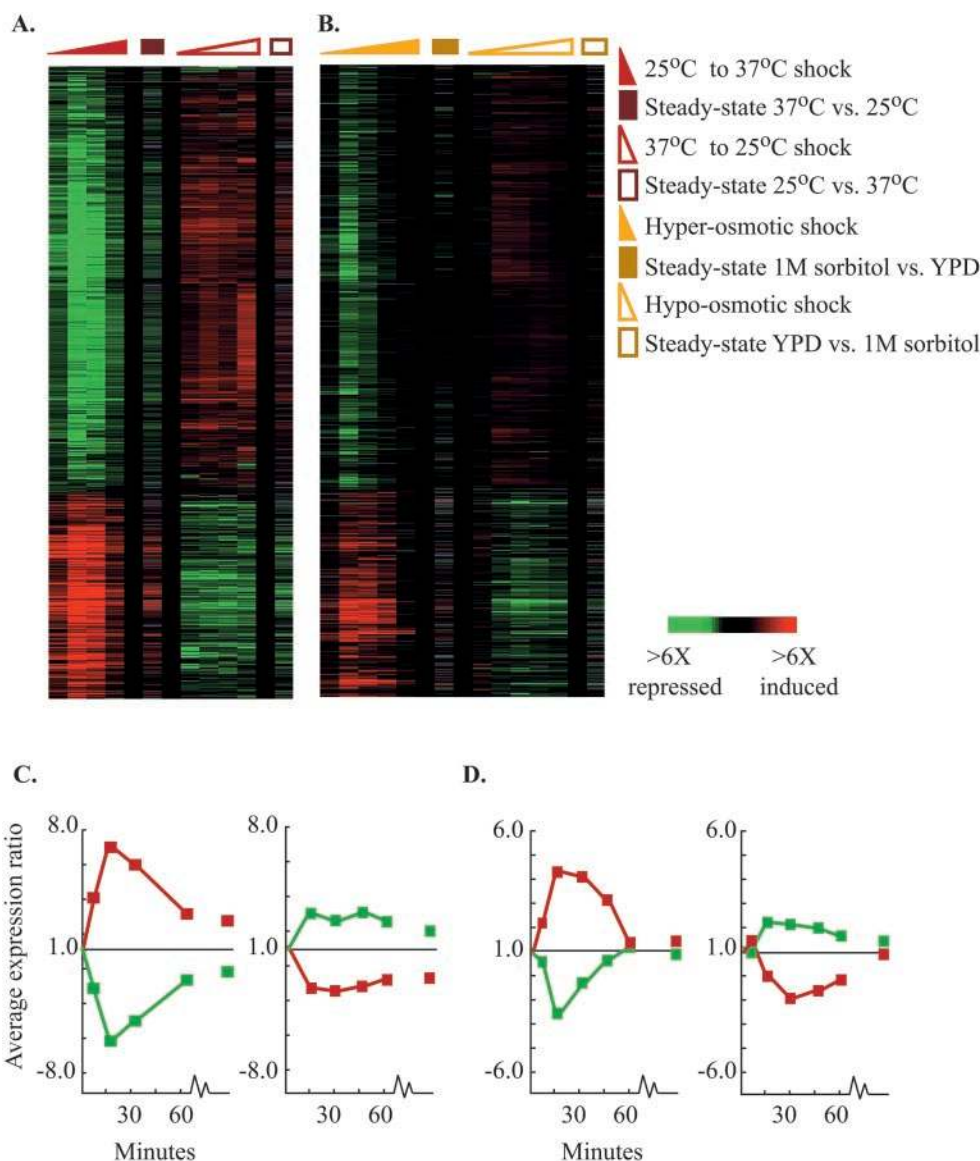 A.
B.
25°C to 37°C shock
Steady-state 37°C vs. 25°C
37°C to 25°C shock
Steady-state 25°C vs. 37°C
Hyper-osmotic shock
Steady-state 1M sorbitol vs. YPD
Hypo-osmotic shock
Steady-state YPD vs. 1M sorbitol
>6X >6X
repressed induced
C.
D.
Average expression ratio
8.0
1.0
-8.0
30 60
Minutes
8.0
1.0
-8.0
30 60
6.0
1.0
-6.0
30 60
Minutes
6.0
1.0
-6.0
30 60